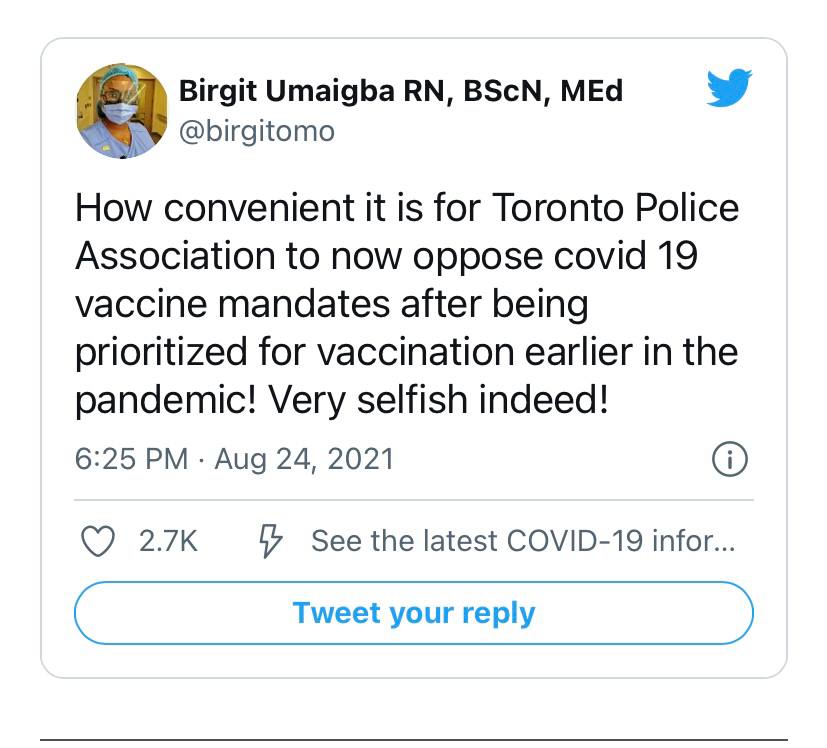 Birgit Umaigba RN, BScN, MEd
@birgitomo
How convenient it is for Toronto Police
Association to now oppose covid 19
vaccine mandates after being
prioritized for vaccination earlier in the
pandemic! Very selfish indeed!
6:25 PM · Aug 24, 2021
2.7K See the latest COVID-19 infor...
Tweet your reply